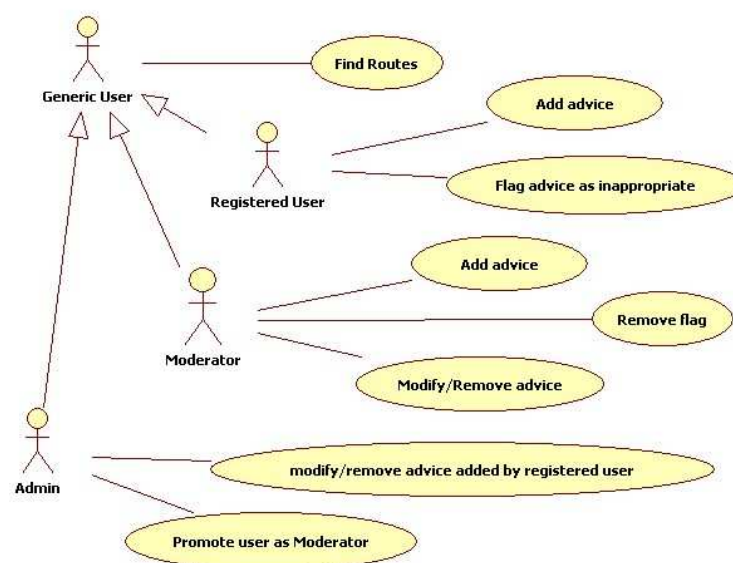 Find Routes
Generic User
Add advice
Registered User
Flag advice as inappropriate
Add advice
Remove flag
Moderator
Modify/Remove advice
modify/remove advice added by registered user
Admin
Promote user as Moderator